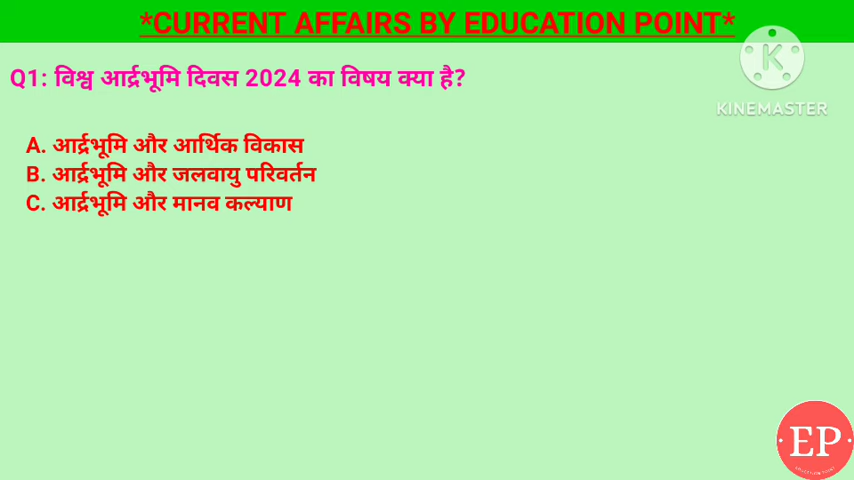 *CURRENT AFFAIRS BY EDUCATION POINT*
Q1: विश्व आर्द्रभूमि दिवस 2024 का विषय क्या है?
K
KINEMASTER
A. आर्द्रभूमि और आर्थिक विकास
B. आर्द्रभूमि और जलवायु परिवर्तन
C. आर्द्रभूमि और मानव कल्याण
EP